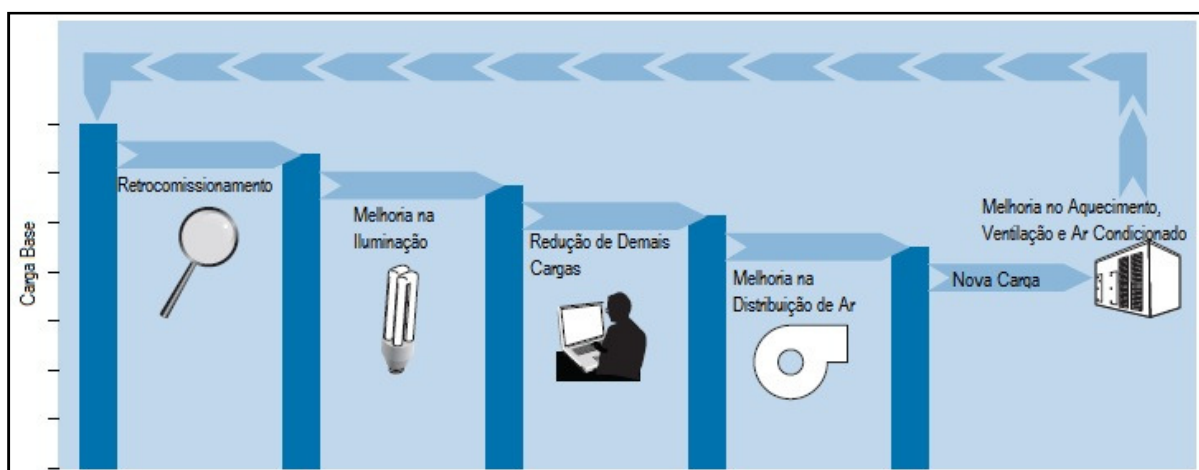 Carga Base
Retrocomissionamento
Melhoria na
Iluminação
Redução de Demais
Cargas
Melhoria na
Distribuição de Ar
Nova Carga
Melhoria no Aquecimento,
Ventilação e Ar Condicionado